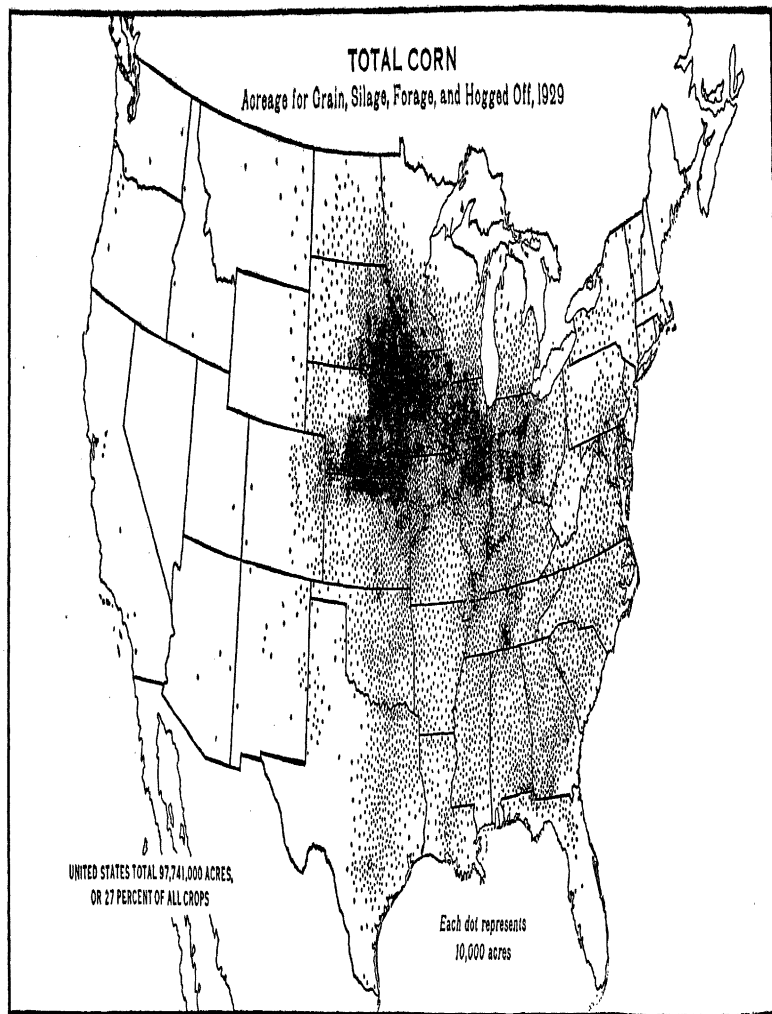 TOTAL CORN
Acreage for Grain, Silage, Forage, and Hogged Off, 1929
UNITED STATES TOTAL 97,741,000 ACRES,
OR 27 PERCENT OF ALL CROPS
Each dot represents
10,000 acres